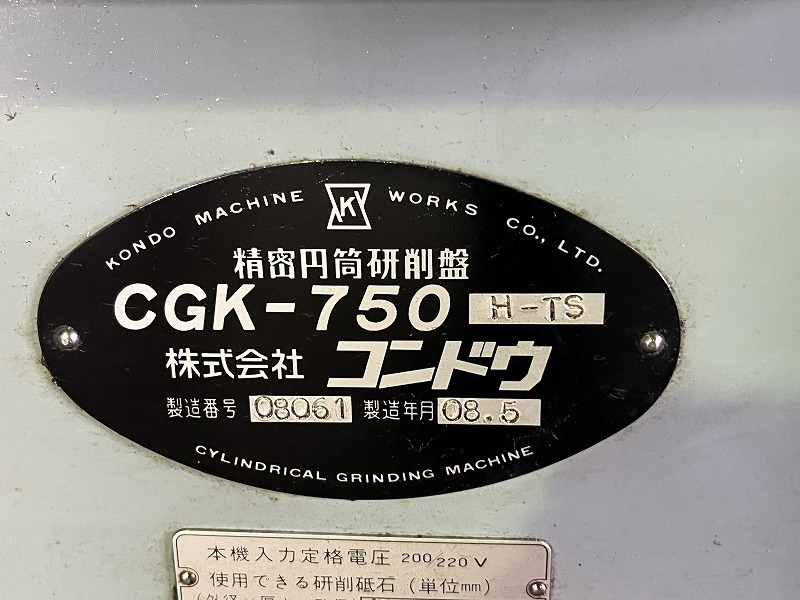 KONDO MACHINE K WORKS CO., LTD.
精密円筒研削盤
CGK-750 H-TS
株式会社 コンドウ
製造番号 08061 製造年月 08.5
CYLINDRICAL GRINDING MACHINE
本機入力定格電圧 200/220V
使用できる研削砥石（単位mm）